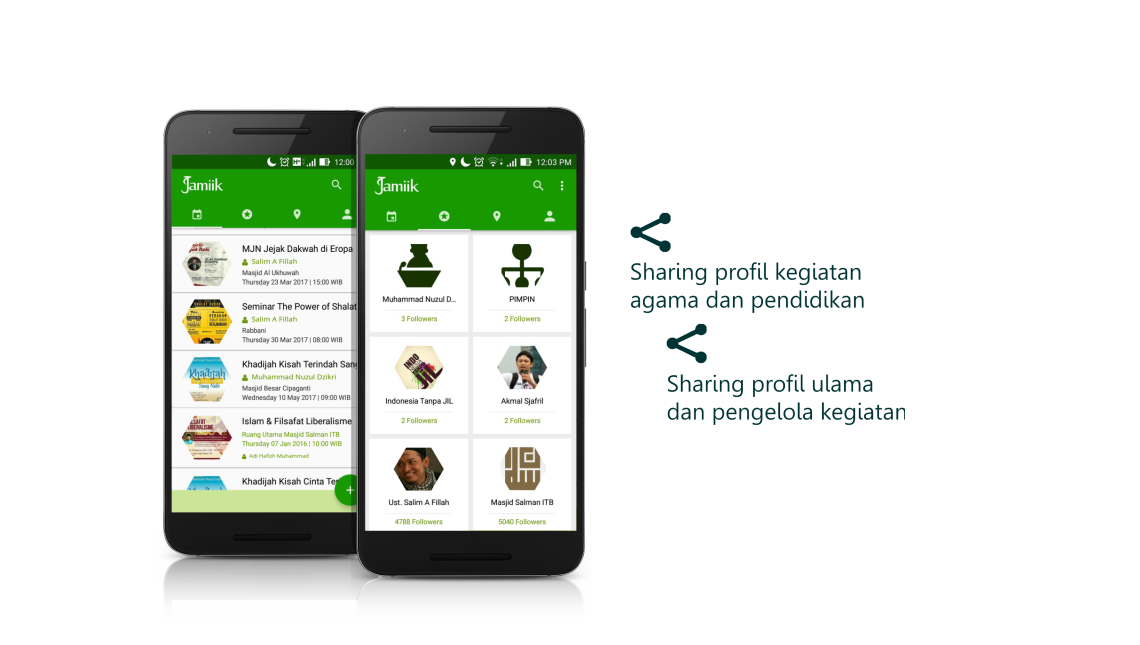 12:00
Jamiik
MJN Jejak Dakwah di Eropa
Salim A Fillah
Masjid Al Ukhuwah
Thursday 23 Mar 2017 | 15:00 WIB
Seminar The Power of Shalat
Salim A Fillah
Rabbani
Thursday 30 Mar 2017 | 08:00 WIB
Khadijah Kisah Terindah Sang
Muhammad Nuzul Dzikri
Masjid Besar Cipaganti
Wednesday 10 May 2017 | 09:00 WIB
Islam & Filsafat Liberalisme
Ruang Utama Masjid Salman ITB
Thursday 07 Jan 2016 | 10:00 WIB
Adi Hafizh Muhammad
Khadijah Kisah Cinta Ter
+
12:03 PM
Jamiik
Muhammad Nuzul D...
3 Followers
PIMPIN
2 Followers
Indonesia Tanpa JIL
2 Followers
Akmal Sjafril
2 Followers
Ust. Salim A Fillah
4788 Followers
Masjid Salman ITB
5040 Followers
Sharing profil kegiatan
agama dan pendidikan
Sharing profil ulama
dan pengelola kegiatan